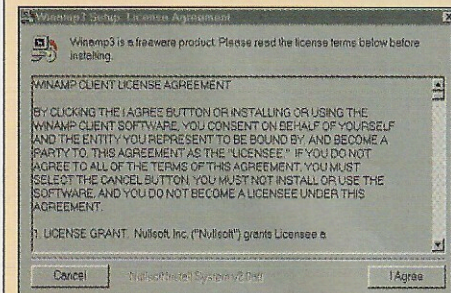 Winamp3 Setup: License Agreement
Winamp3 is a freeware product. Please read the license terms below before
installing.
WINAMP CLIENT LICENSE AGREEMENT
BY CLICKING THE I AGREE BUTTON OR INSTALLING OR USING THE
WINAMP CLIENT SOFTWARE, YOU CONSENT ON BEHALF OF YOURSELF
AND THE ENTITY YOU REPRESENT TO BE BOUND BY AND BECOME A
PARTY TO, THIS AGREEMENT AS THE "LICENSEE." IF YOU DO NOT
AGREE TO ALL OF THE TERMS OF THIS AGREEMENT, YOU MUST
SELECT THE CANCEL BUTTON, YOU MUST NOT INSTALL OR USE THE
SOFTWARE, AND YOU DO NOT BECOME A LICENSEE UNDER THIS
AGREEMENT.
1. LICENSE GRANT. Nullsoft, Inc. ("Nullsoft") grants Licensee a
Cancel
Nullsoft Install System v2
I Agree